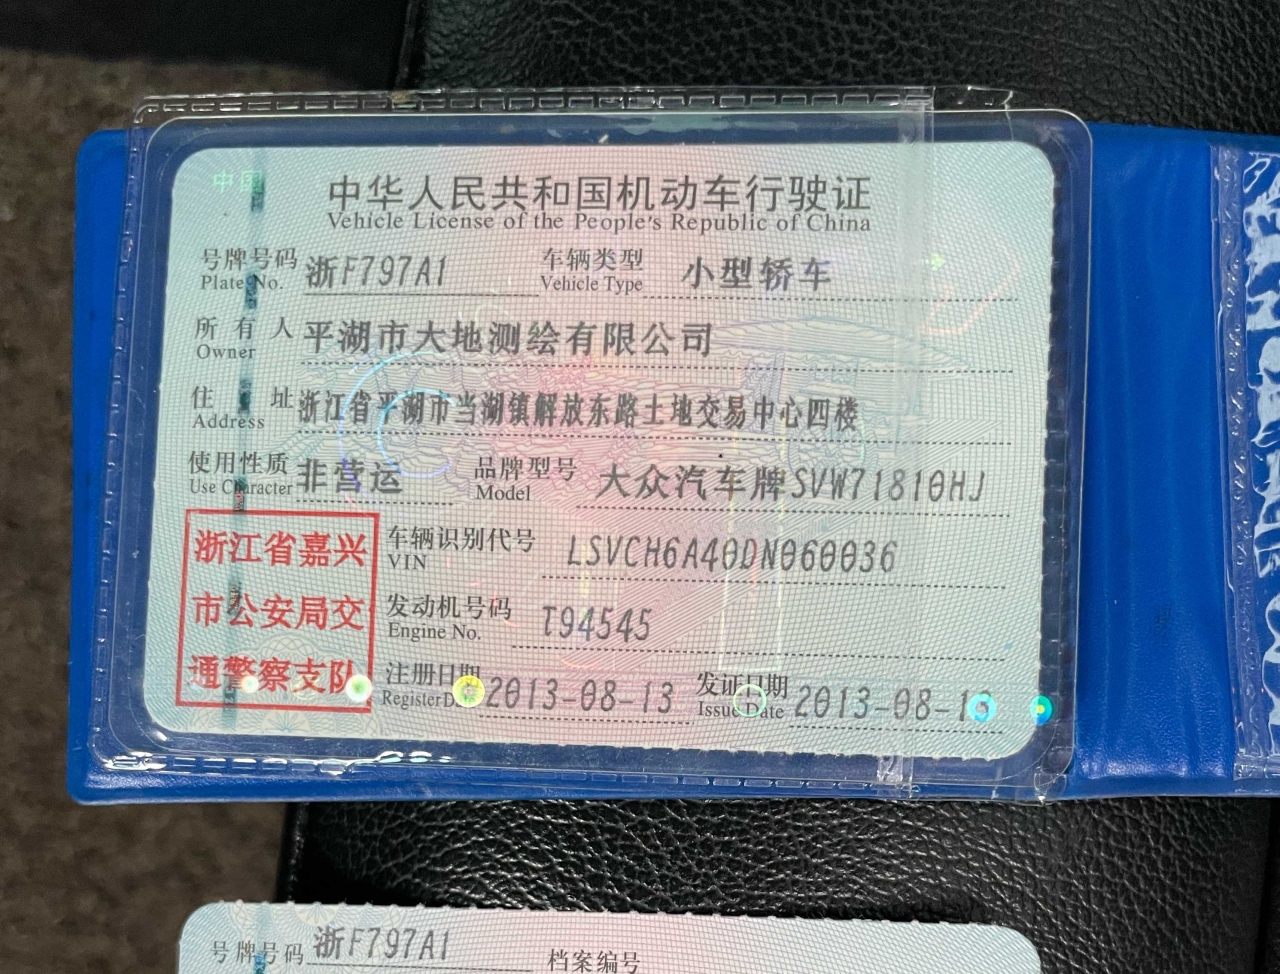 中国
中华人民共和国机动车行驶证
Vehicle License of the People's Republic of China
号牌号码 浙F797A1 车辆类型 小型轿车
Plate No. Vehicle Type
所有人 平湖市大地测绘有限公司
Owner
住址 浙江省平湖市当湖镇解放东路土地交易中心四楼
Address
使用性质 非营运 品牌型号 大众汽车牌SVW71810HJ
Use Character Model
浙江省嘉兴
市公安局交
通警察支队
车辆识别代号 LSVCH6A40DN060036
VIN
发动机号码 T94545
Engine No.
注册日期 2013-08-13 发证日期 2013-08-1
Register Date Issue Date
号牌号码 浙F797A1 档案编号